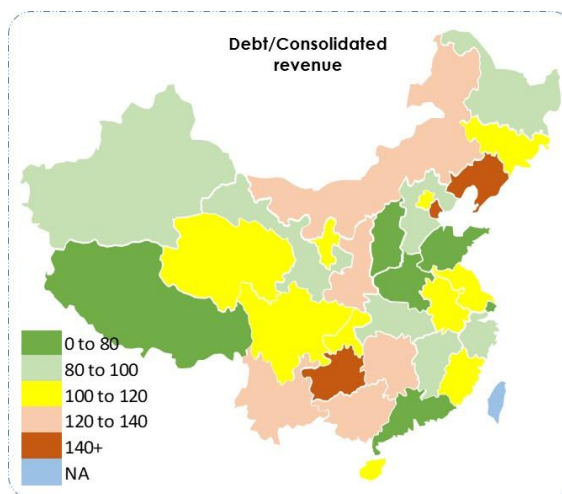 Debt/Consolidated
revenue
0 to 80
80 to 100
100 to 120
120 to 140
140+
NA